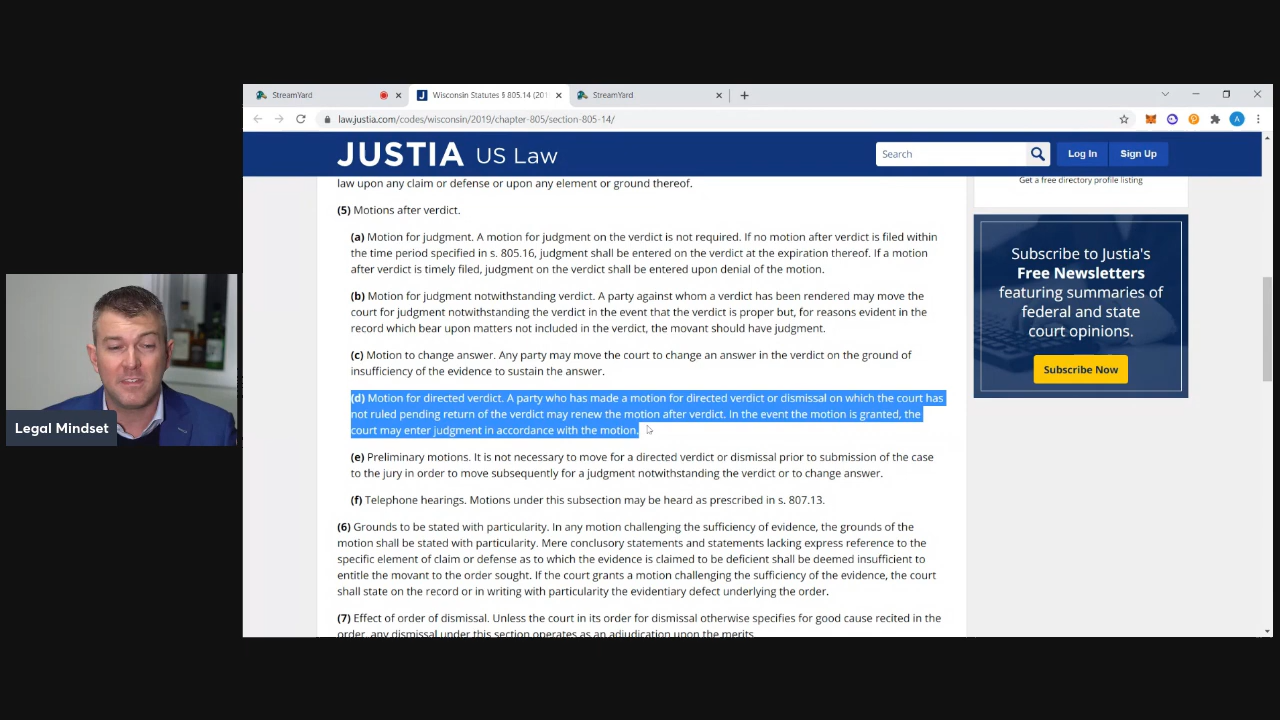 StreamYard
Wisconsin Statutes § 805.14 (201
StreamYard
law.justia.com/codes/wisconsin/2019/chapter-805/section-805-14/
A
JUSTIA US Law
Search
Log In
Sign Up
law upon any claim or defense or upon any element or ground thereof.
(5) Motions after verdict.
(a) Motion for judgment. A motion for judgment on the verdict is not required. If no motion after verdict is filed within
the time period specified in s. 805.16, judgment shall be entered on the verdict at the expiration thereof. If a motion
after verdict is timely filed, judgment on the verdict shall be entered upon denial of the motion.
(b) Motion for judgment notwithstanding verdict. A party against whom a verdict has been rendered may move the
court for judgment notwithstanding the verdict in the event that the verdict is proper but, for reasons evident in the
record which bear upon matters not included in the verdict, the movant should have judgment.
(c) Motion to change answer. Any party may move the court to change an answer in the verdict on the ground of
insufficiency of the evidence to sustain the answer.
(d) Motion for directed verdict. A party who has made a motion for directed verdict or dismissal on which the court has
not ruled pending return of the verdict may renew the motion after verdict. In the event the motion is granted, the
court may enter judgment in accordance with the motion.
(e) Preliminary motions. It is not necessary to move for a directed verdict or dismissal prior to submission of the case
to the jury in order to move subsequently for a judgment notwithstanding the verdict or to change answer.
(f) Telephone hearings. Motions under this subsection may be heard as prescribed in s. 807.13.
(6) Grounds to be stated with particularity. In any motion challenging the sufficiency of evidence, the grounds of the
motion shall be stated with particularity. Mere conclusory statements and statements lacking express reference to the
specific element of claim or defense as to which the evidence is claimed to be deficient shall be deemed insufficient to
entitle the movant to the order sought. If the court grants a motion challenging the sufficiency of the evidence, the court
shall state on the record or in writing with particularity the evidentiary defect underlying the order.
(7) Effect of order of dismissal. Unless the court in its order for dismissal otherwise specifies for good cause recited in the
order, any dismissal under this section operates as an adjudication upon the merits.
Get a free directory profile listing
Subscribe to Justia's
Free Newsletters
featuring summaries of
federal and state
court opinions.
Subscribe Now
Legal Mindset